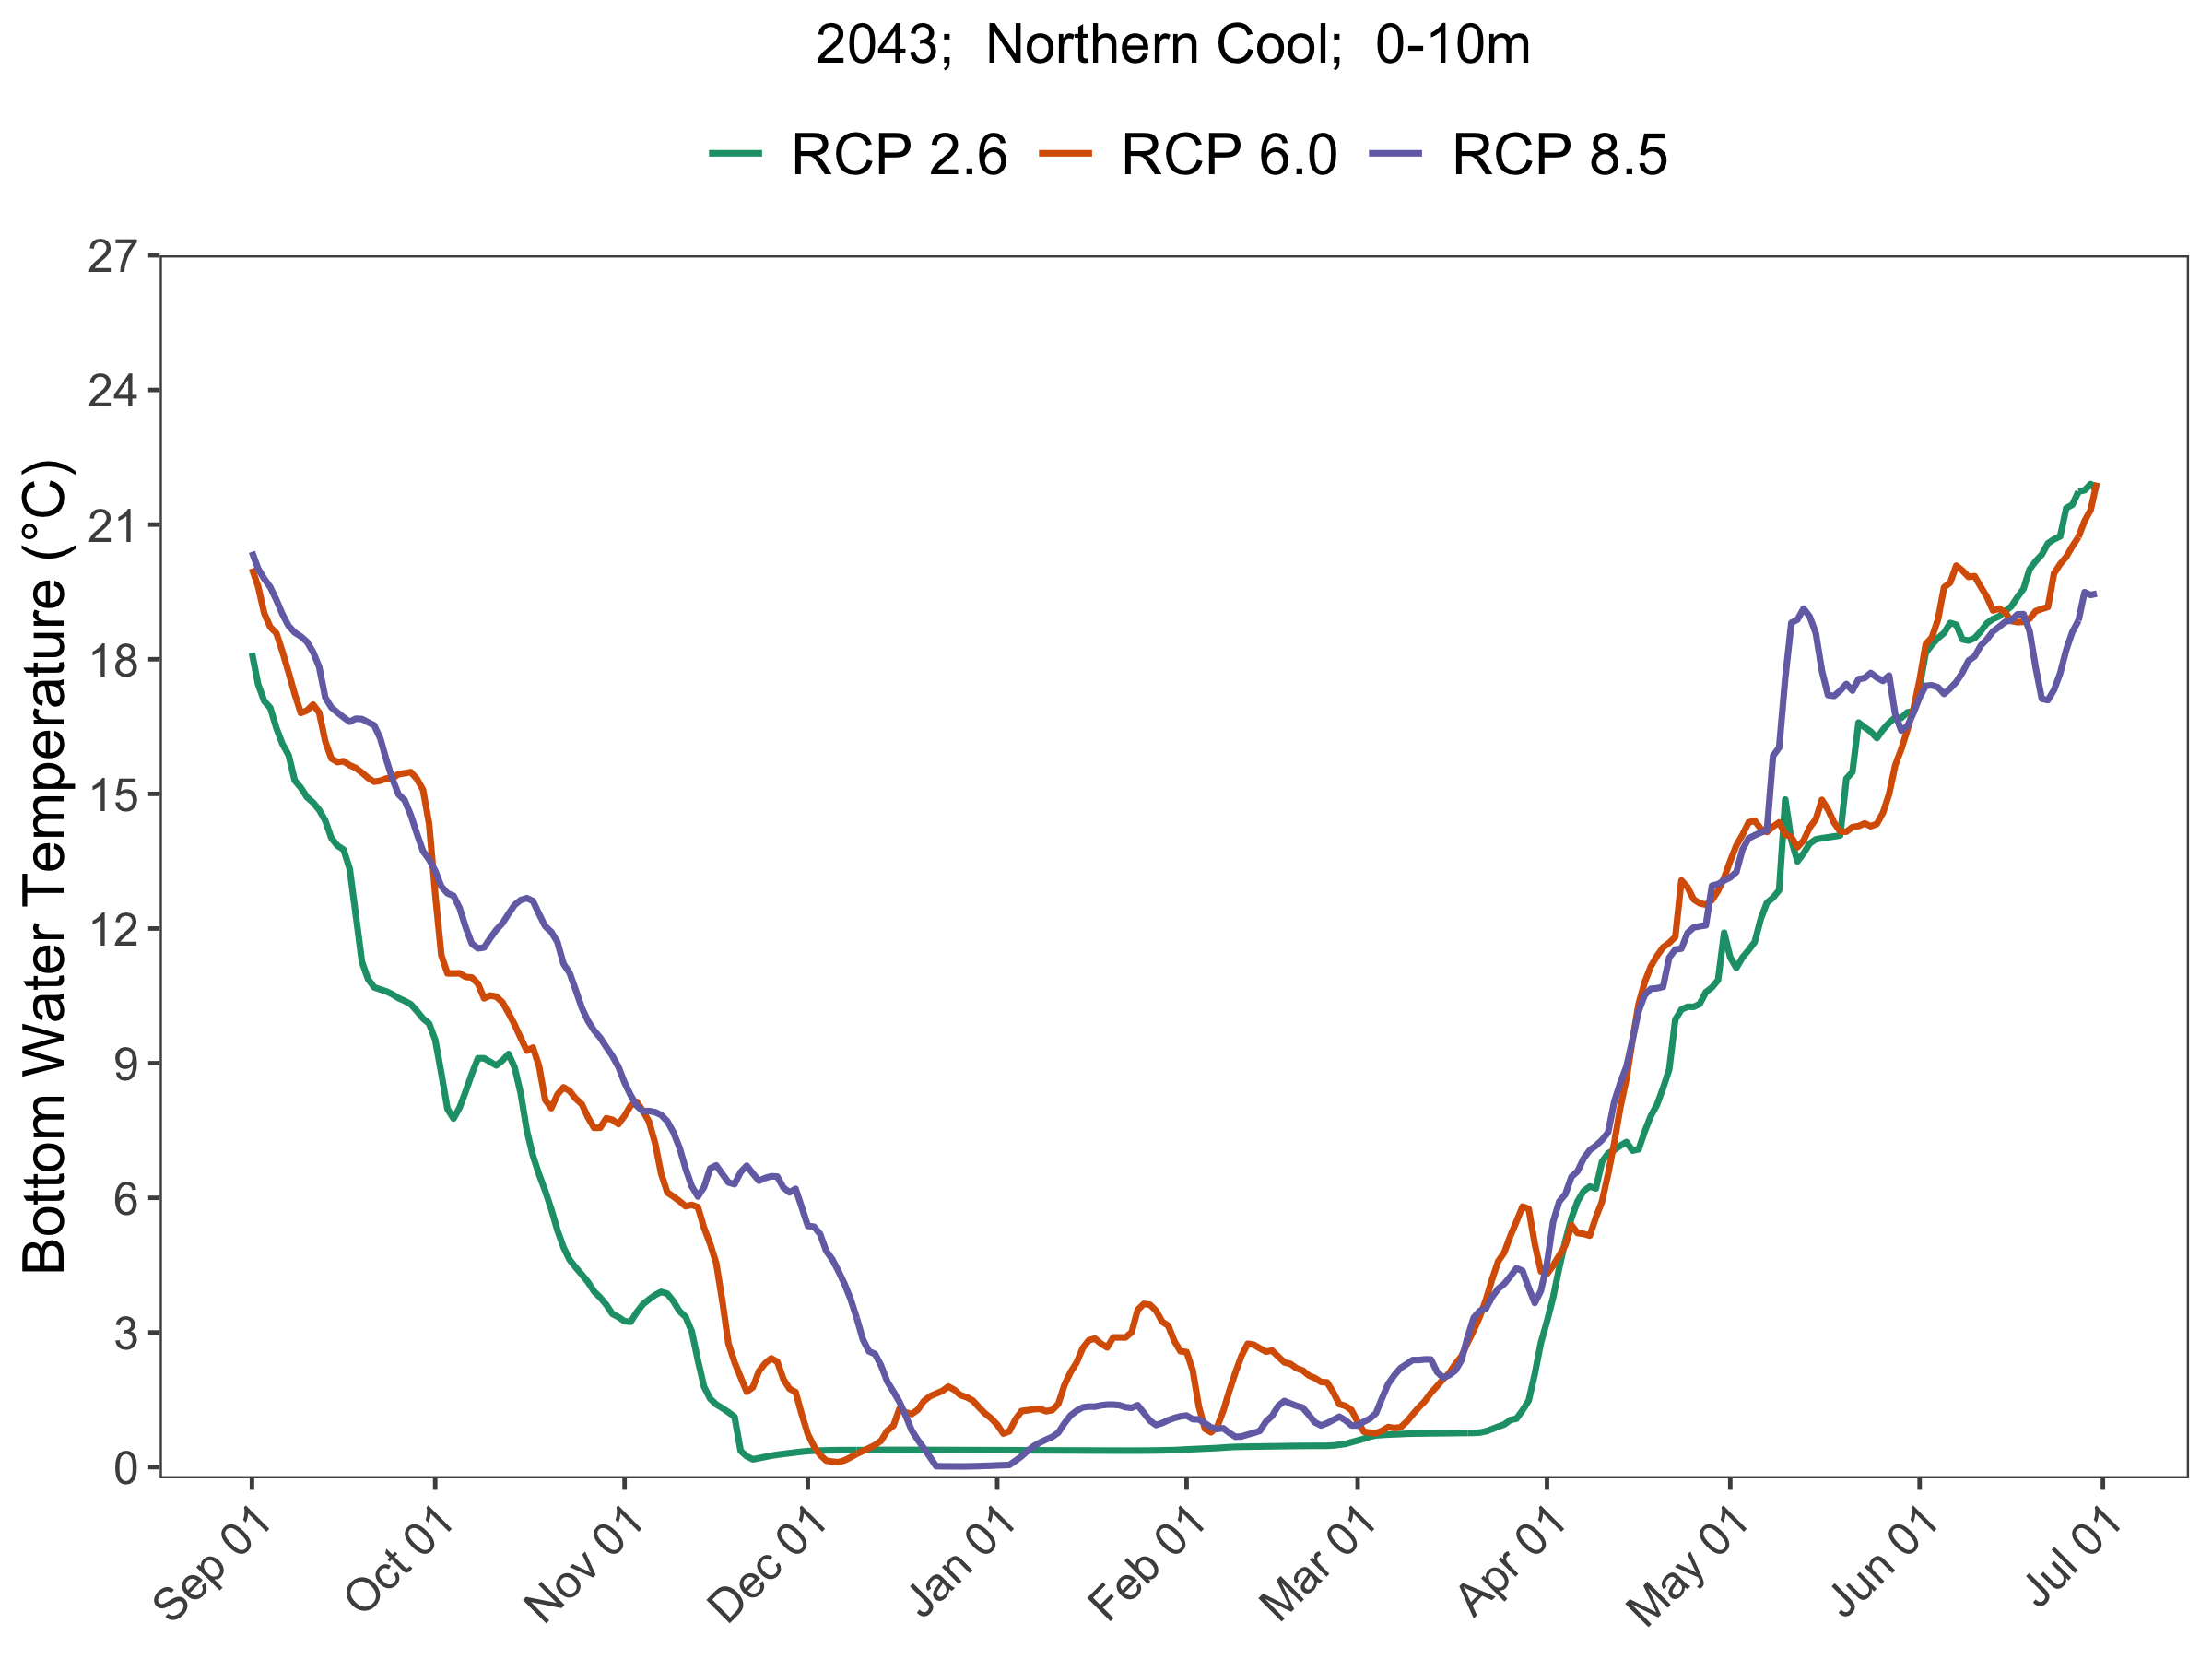 2043;  Northern Cool;  0-10m
RCP 2.6 RCP 6.0 RCP 8.5
Bottom Water Temperature (°C)
27
24
21
18
15
12
9
6
3
0
Sep 01 Oct 01 Nov 01 Dec 01 Jan 01 Feb 01 Mar 01 Apr 01 May 01 Jun 01 Jul 01